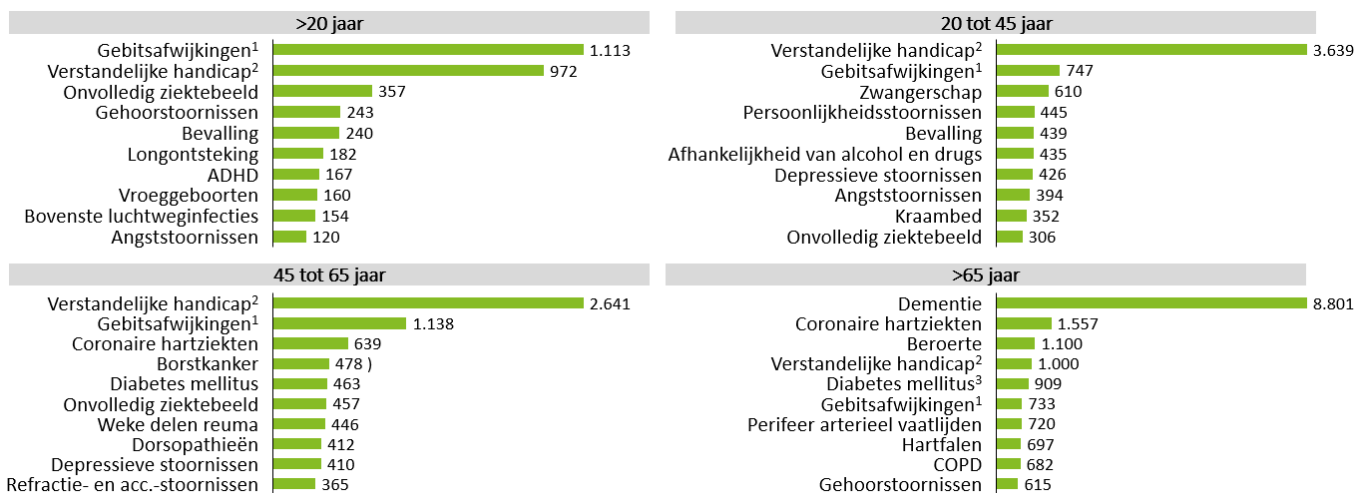 >20 jaar
Gebitsafwijkingen¹ 1.113
Verstandelijke handicap² 972
Onvolledig ziektebeeld 357
Gehoorstoornissen 243
Bevalling 240
Longontsteking 182
ADHD 167
Vroeggeboorten 160
Bovenste luchtweginfecties 154
Angststoornissen 120
20 tot 45 jaar
Verstandelijke handicap² 3.639
Gebitsafwijkingen¹ 747
Zwangerschap 610
Persoonlijkheidsstoornissen 445
Bevalling 439
Afhankelijkheid van alcohol en drugs 435
Depressieve stoornissen 426
Angststoornissen 394
Kraambed 352
Onvolledig ziektebeeld 306
45 tot 65 jaar
Verstandelijke handicap² 2.641
Gebitsafwijkingen¹ 1.138
Coronaire hartziekten 639
Borstkanker 478 )
Diabetes mellitus 463
Onvolledig ziektebeeld 457
Weke delen reuma 446
Dorsopathieën 412
Depressieve stoornissen 410
Refractie- en acc.-stoornissen 365
>65 jaar
Dementie 8.801
Coronaire hartziekten 1.557
Beroerte 1.100
Verstandelijke handicap² 1.000
Diabetes mellitus³ 909
Gebitsafwijkingen¹ 733
Perifeer arterieel vaatlijden 720
Hartfalen 697
COPD 682
Gehoorstoornissen 615